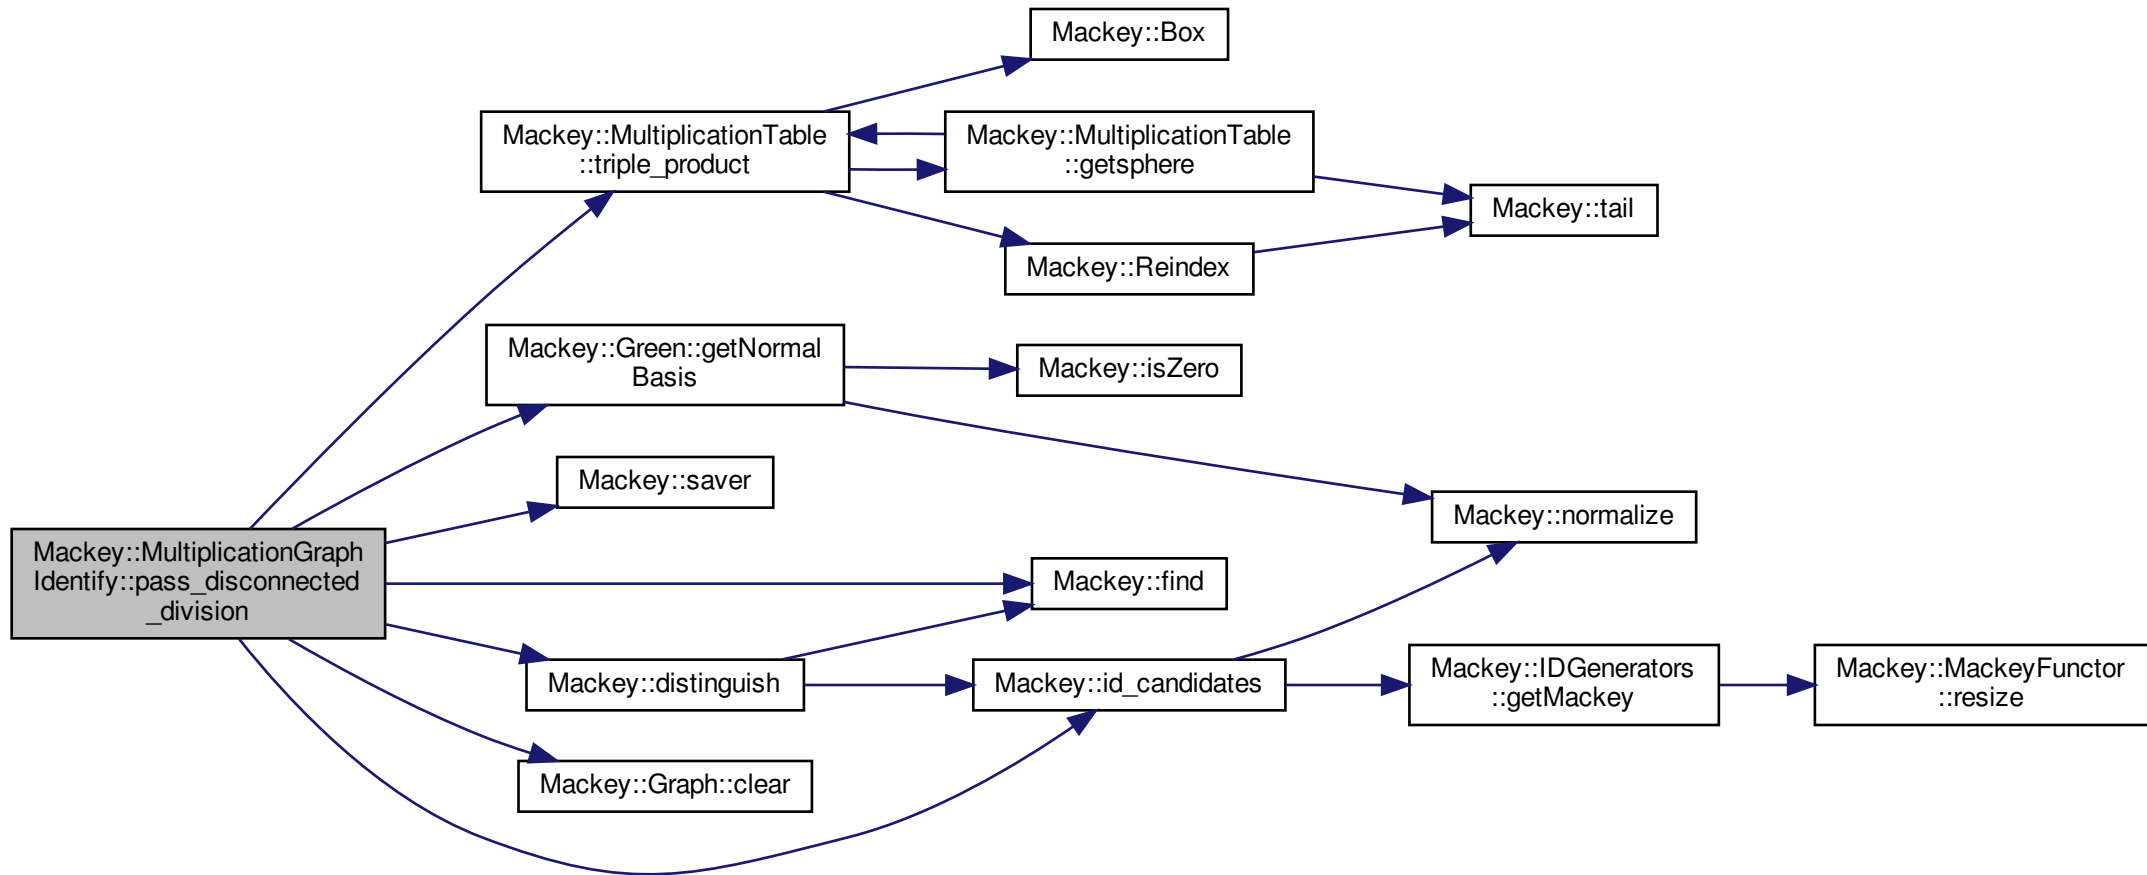 Mackey::Box
Mackey::MultiplicationTable
::triple_product
Mackey::MultiplicationTable
::getsphere
Mackey::tail
Mackey::Reindex
Mackey::Green::getNormal
Basis
Mackey::isZero
Mackey::saver
Mackey::normalize
Mackey::MultiplicationGraph
Identify::pass_disconnected
_division
Mackey::find
Mackey::distinguish
Mackey::id_candidates
Mackey::IDGenerators
::getMackey
Mackey::MackeyFunctor
::resize
Mackey::Graph::clear